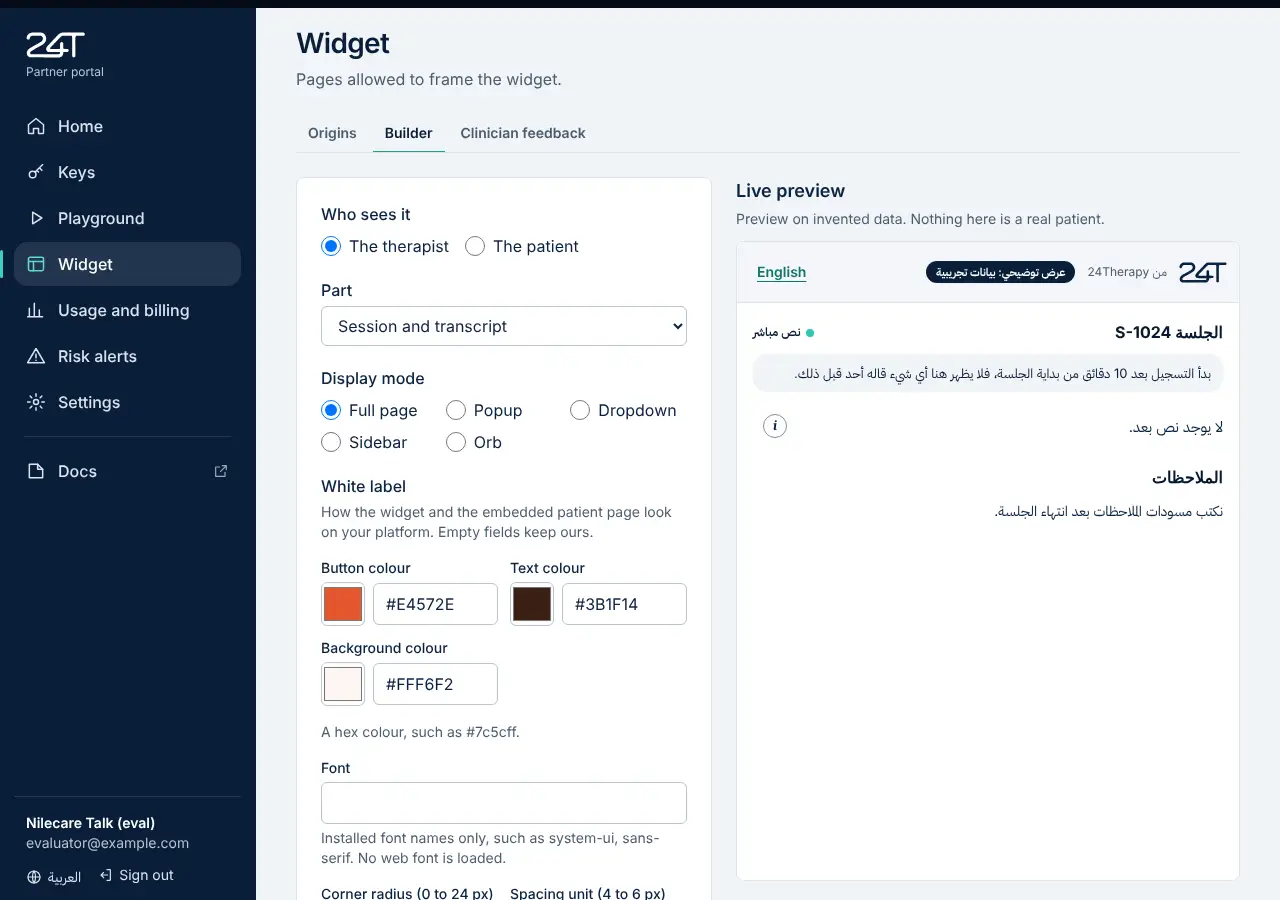 24T
Partner portal
Home
Keys
Playground
Widget
Usage and billing
Risk alerts
Settings
Docs
Nilecare Talk (eval)
evaluator@example.com
العربية
Sign out
Widget
Pages allowed to frame the widget.
Origins
Builder
Clinician feedback
Who sees it
The therapist
The patient
Part
Session and transcript
Display mode
Full page
Popup
Dropdown
Sidebar
Orb
White label
How the widget and the embedded patient page look
on your platform. Empty fields keep ours.
Button colour
Text colour
#E4572E
#3B1F14
Background colour
#FFF6F2
A hex colour, such as #7c5cff.
Font
Installed font names only, such as system-ui, sans-
serif. No web font is loaded.
Corner radius (0 to 24 px)
Spacing unit (4 to 6 px)
Live preview
Preview on invented data. Nothing here is a real patient.
24T
من 24Therapy
عرض توضيحي: بيانات تجريبية
English
الجلسة S-1024
نص مباشر
بدأ التسجيل بعد 10 دقائق من بداية الجلسة، فلا يظهر هنا أي شيء قاله أحد قبل ذلك.
لا يوجد نص بعد.
i
الملاحظات
نكتب مسودات الملاحظات بعد انتهاء الجلسة.